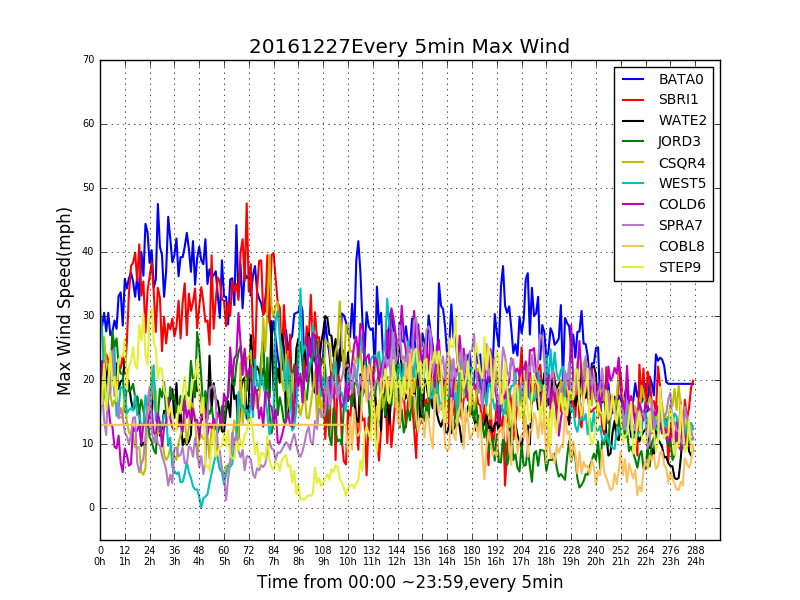 20161227Every 5min Max Wind
70
60
50
40
30
20
10
0
Max Wind Speed(mph)
BATA0
SBRI1
WATE2
JORD3
CSQR4
WEST5
COLD6
SPRA7
COBL8
STEP9
0 12 24 36 48 60 72 84 96 108 120 132 144 156 168 180 192 204 216 228 240 252 264 276 288
0h 1h 2h 3h 4h 5h 6h 7h 8h 9h 10h 11h 12h 13h 14h 15h 16h 17h 18h 19h 20h 21h 22h 23h 24h
Time from 00:00 ~23:59,every 5min